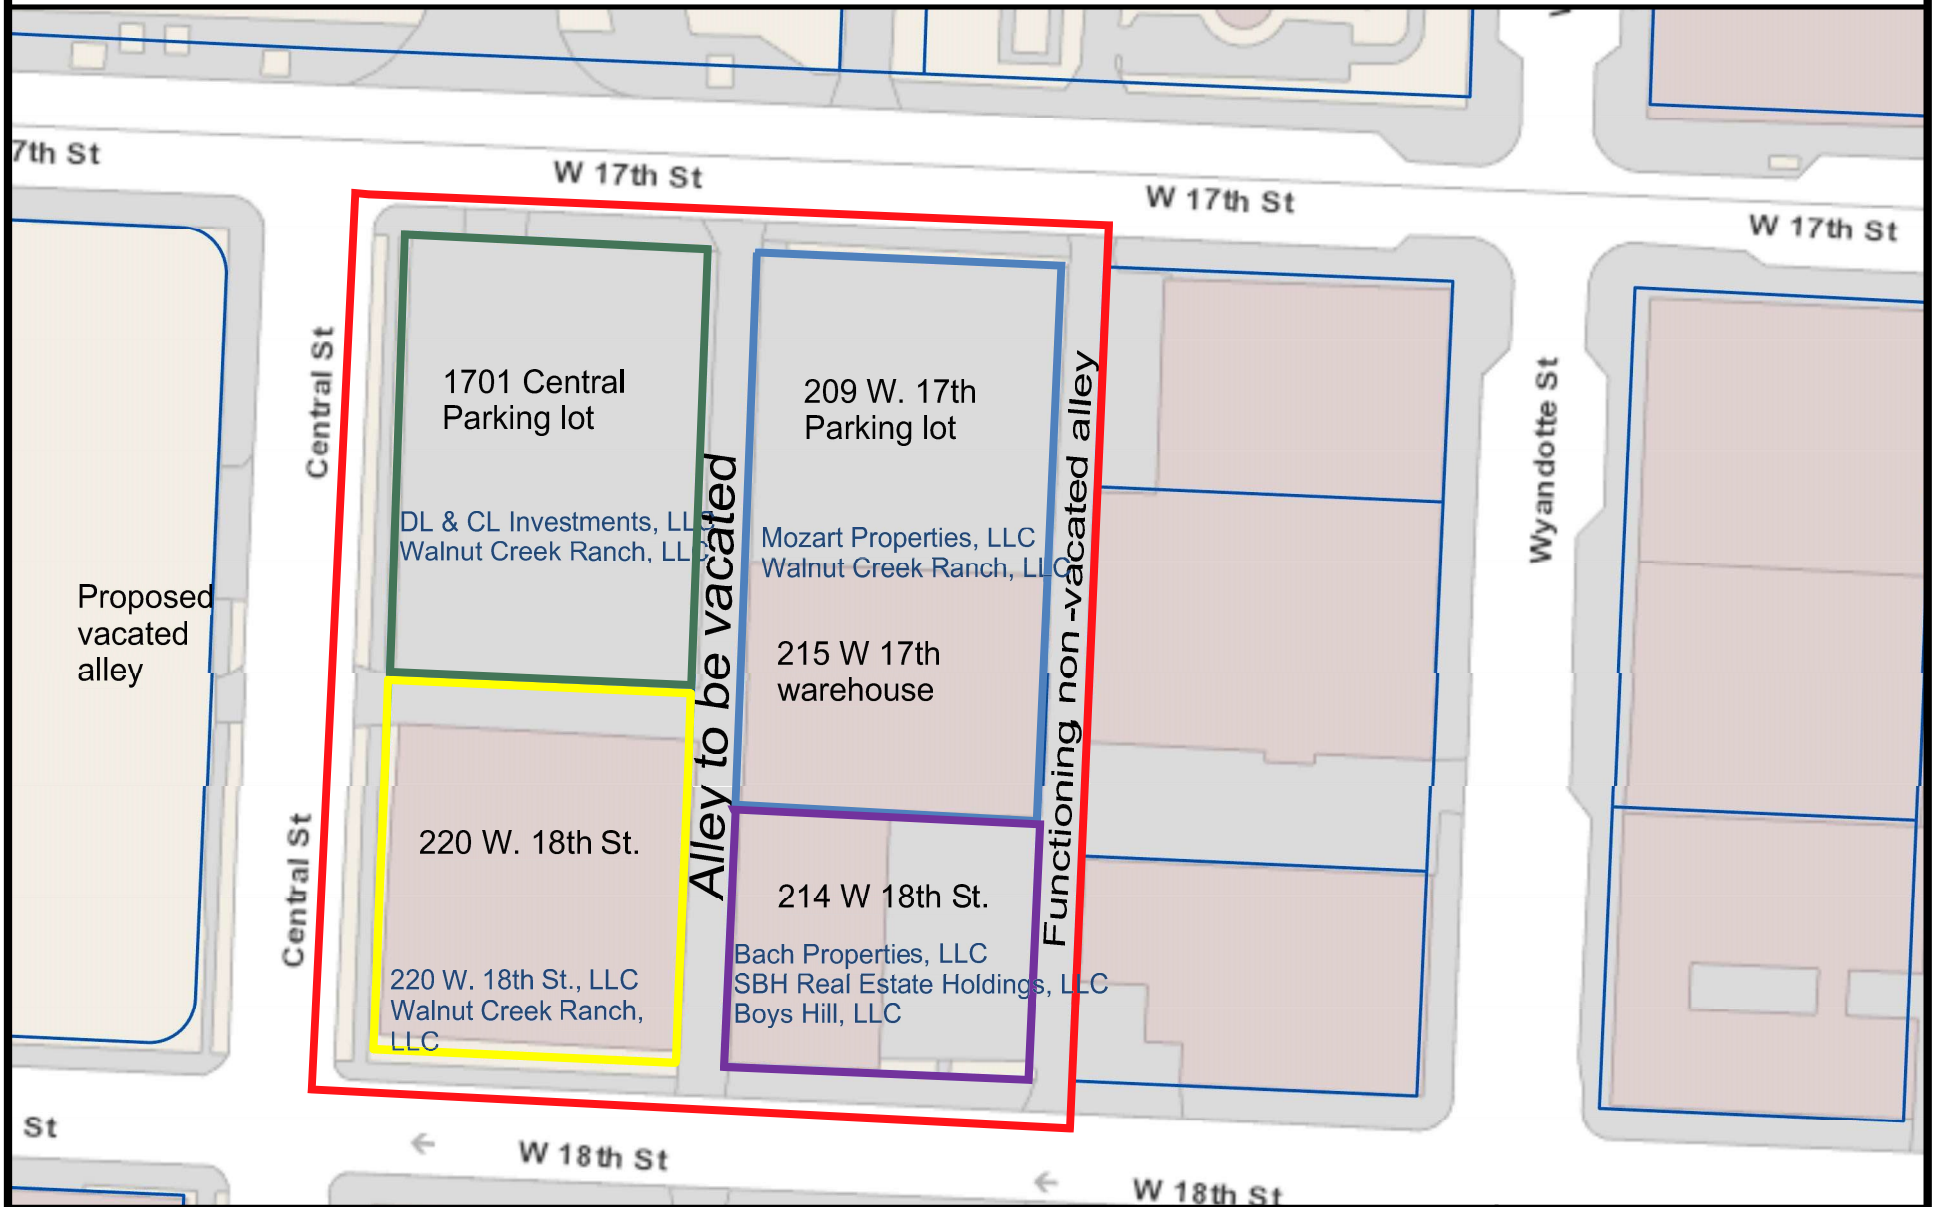 7th St
W 17th St
W 17th St
W 17th St
Central St
1701 Central
Parking lot
DL & CL Investments, LLC
Walnut Creek Ranch, LLC
Alley to be vacated
209 W. 17th
Parking lot
Mozart Properties, LLC
Walnut Creek Ranch, LLC
215 W 17th
warehouse
Functioning non-vacated alley
Wyandotte St
Proposed
vacated
alley
Central St
220 W. 18th St.
220 W. 18th St., LLC
Walnut Creek Ranch,
LLC
214 W 18th St.
Bach Properties, LLC
SBH Real Estate Holdings, LLC
Boys Hill, LLC
St
W 18th St
W 18th St